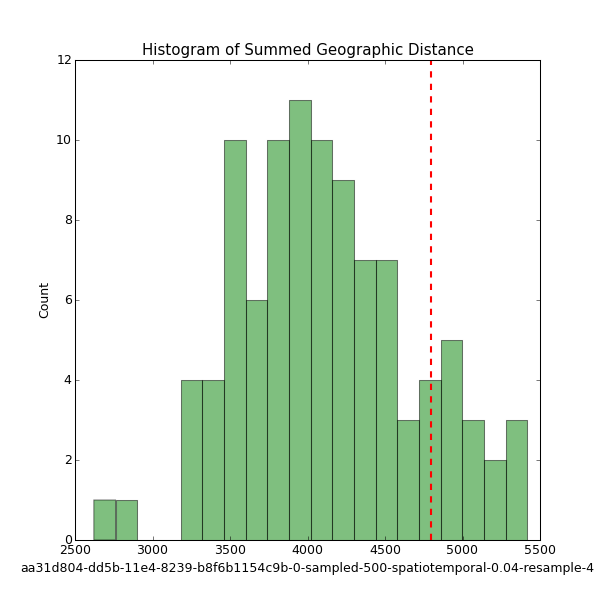 Histogram of Summed Geographic Distance
12
10
8
6
4
2
0
Count
2500 3000 3500 4000 4500 5000 5500
aa31d804-dd5b-11e4-8239-b8f6b1154c9b-0-sampled-500-spatiotemporal-0.04-resample-4